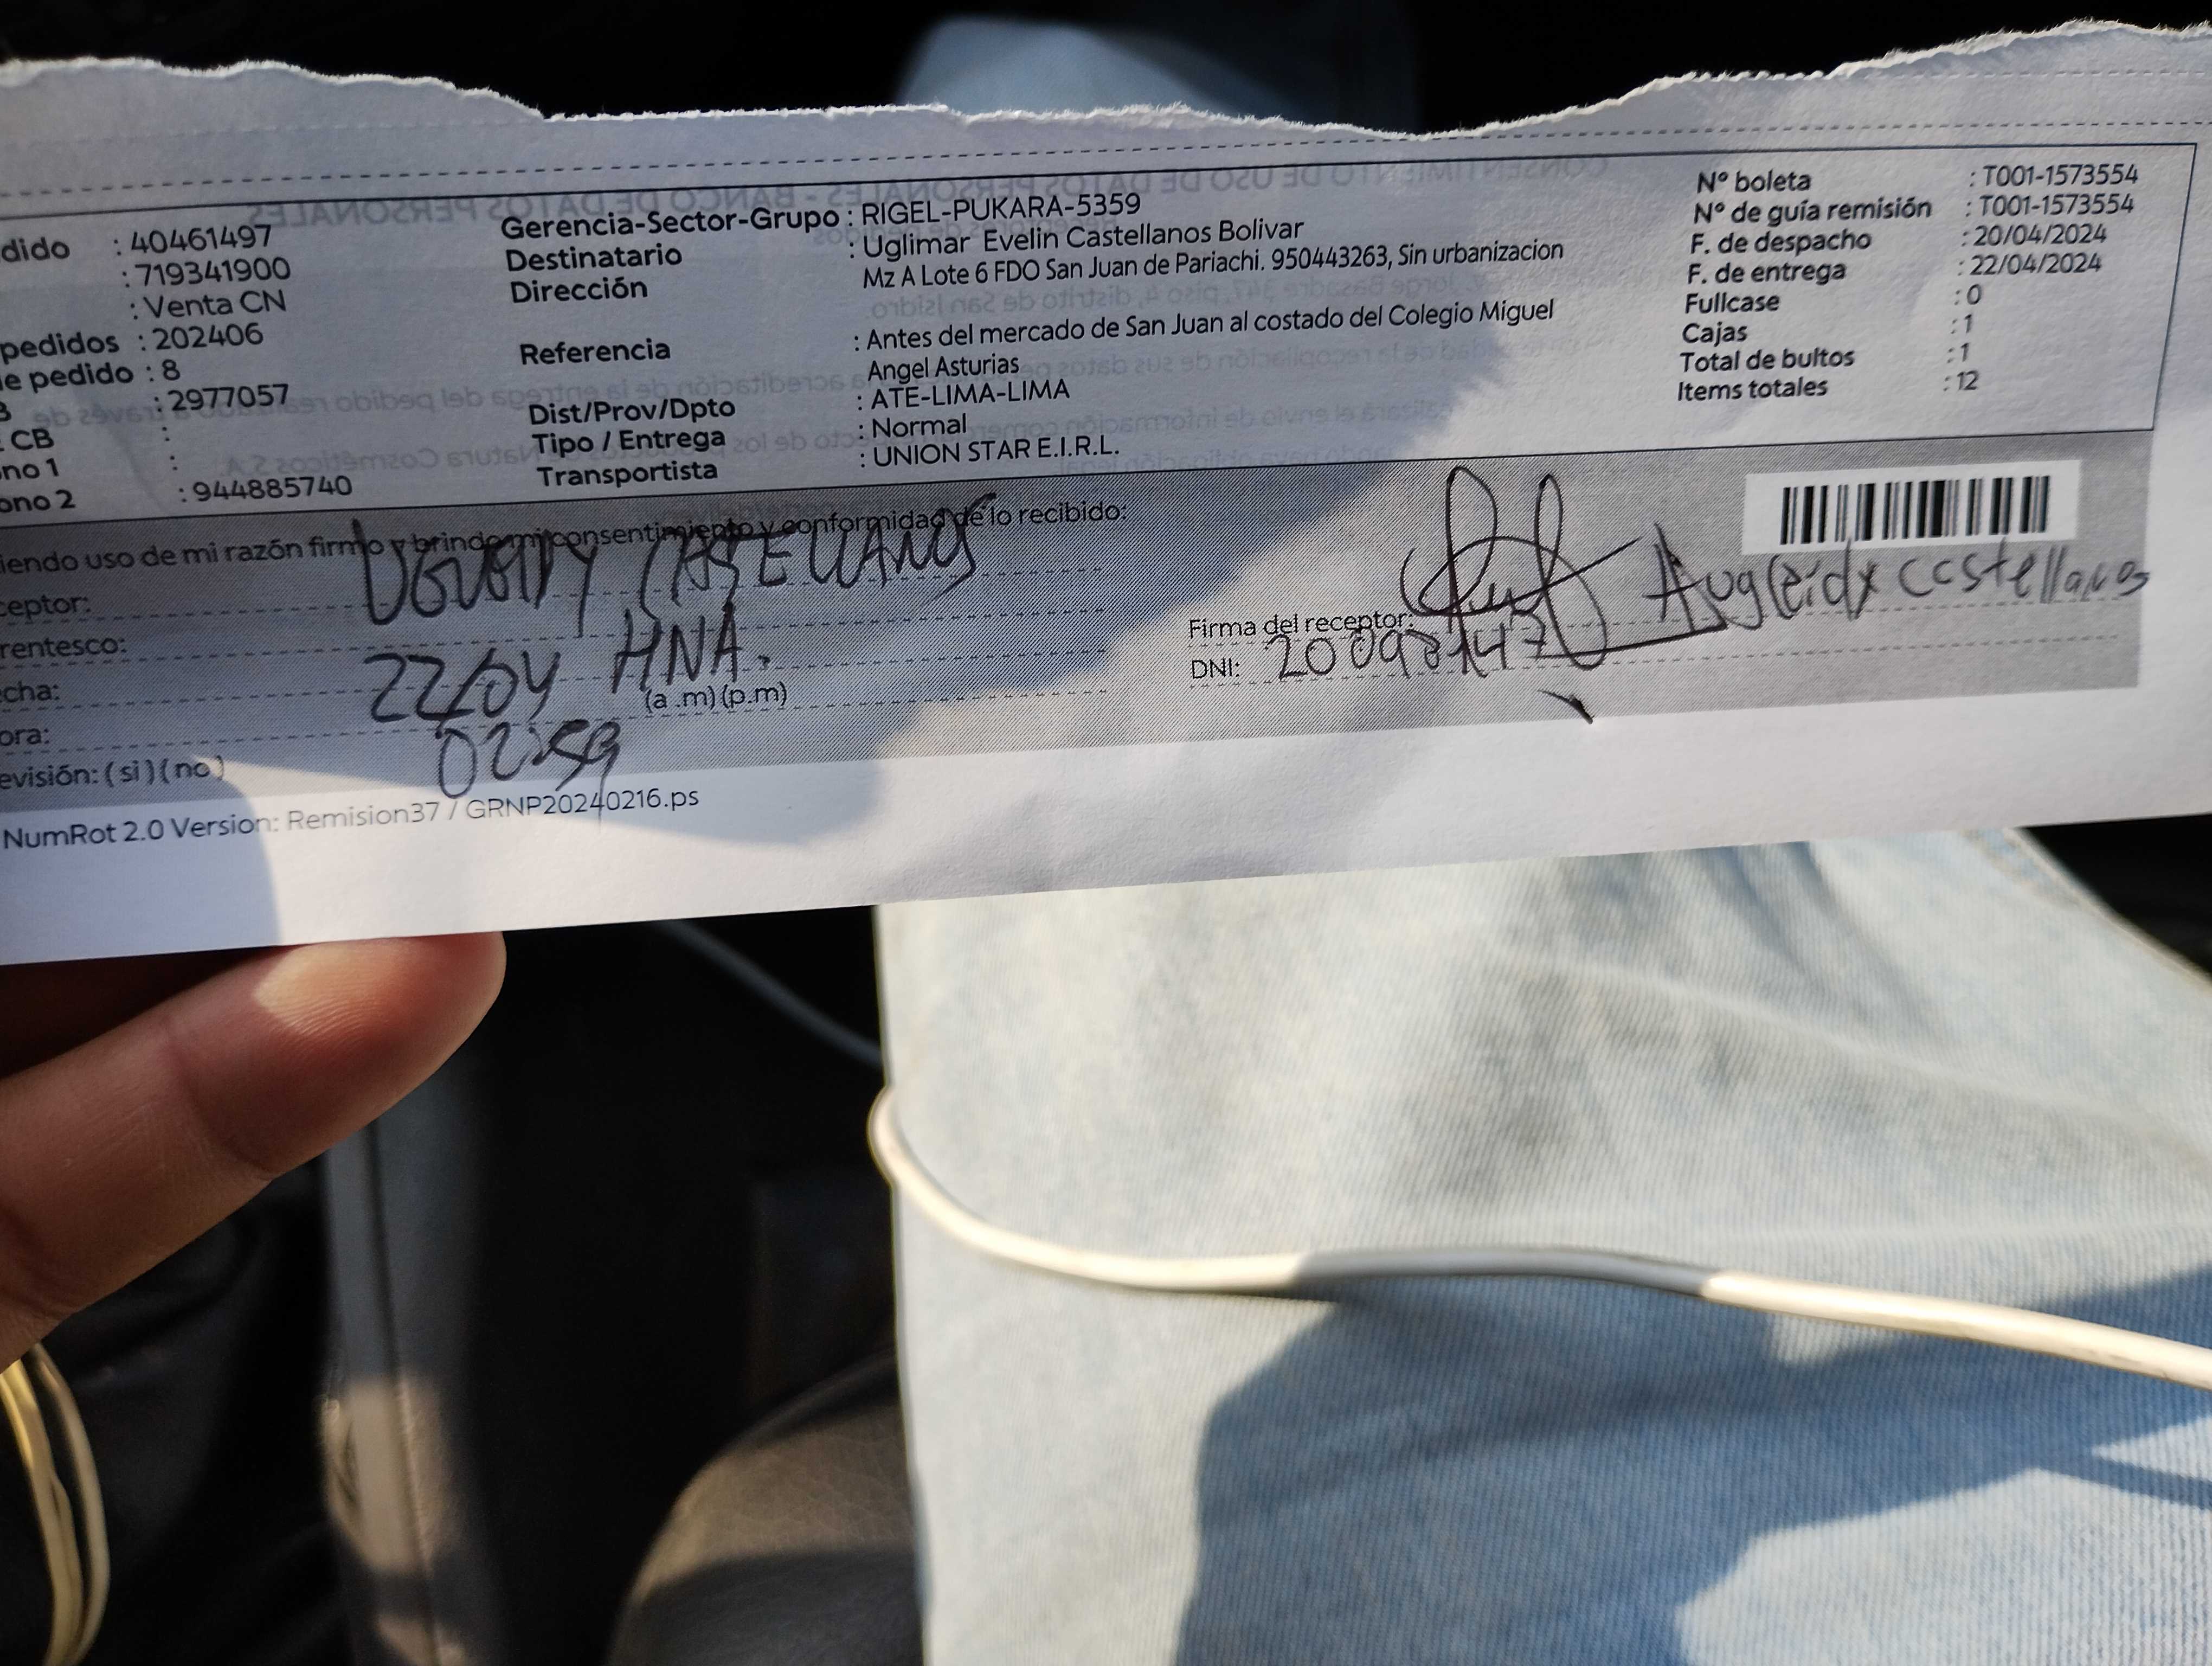 dido : 40461497
: 719341900
: Venta CN
pedidos : 202406
e pedido : 8
: 2977057
CB :
no 1 :
ono 2 : 944885740
Gerencia-Sector-Grupo : RIGEL-PUKARA-5359
Destinatario : Uglimar Evelin Castellanos Bolivar
Dirección Mz A Lote 6 FDO San Juan de Pariachi. 950443263, Sin urbanizacion
Referencia : Antes del mercado de San Juan al costado del Colegio Miguel
Angel Asturias
Dist/Prov/Dpto : ATE-LIMA-LIMA
Tipo / Entrega : Normal
Transportista : UNION STAR E.I.R.L.
Nº boleta : T001-1573554
Nº de guía remisión : T001-1573554
F. de despacho : 20/04/2024
F. de entrega : 22/04/2024
Fullcase : 0
Cajas : 1
Total de bultos : 1
Items totales : 12
iendo uso de mi razón firmo y brindo mi consentimiento y conformidad de lo recibido:
ceptor: CASTELLANOS
rentesco: HNA.
cha: 22/04
ora: 02:59 (a .m) (p.m)
evisión: ( si ) ( no )
Firma del receptor: castellanos
DNI:
NumRot 2.0 Version: Remision37 / GRNP20240216.ps